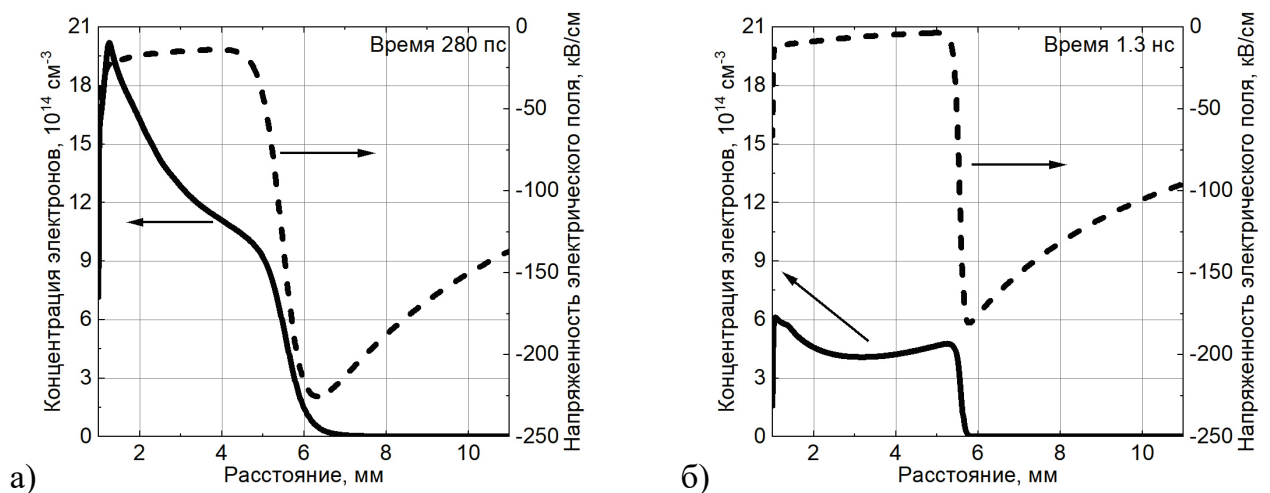 Концентрация электронов, 10¹⁴ см⁻³
21
18
15
12
9
6
3
0
Время 280 пс
0
-50
-100
-150
-200
-250
Напряженность электрического поля, кВ/см
2 4 6 8 10
Расстояние, мм
а)
Концентрация электронов, 10¹⁴ см⁻³
21
18
15
12
9
6
3
0
Время 1.3 нс
0
-50
-100
-150
-200
-250
Напряженность электрического поля, кВ/см
2 4 6 8 10
Расстояние, мм
б)